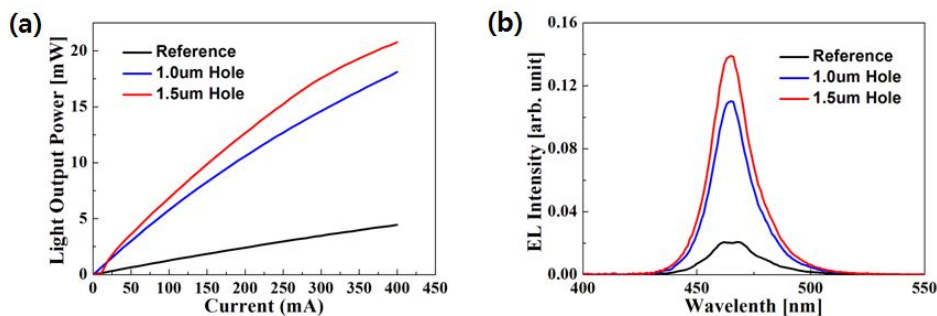 (a)
Light Output Power [mW]
20
15
10
5
0
Reference
1.0um Hole
1.5um Hole
0 50 100 150 200 250 300 350 400 450
Current (mA)
(b)
EL Intensity [arb. unit]
0.16
0.12
0.08
0.04
0.00
Reference
1.0um Hole
1.5um Hole
400 450 500 550
Wavelenth [nm]